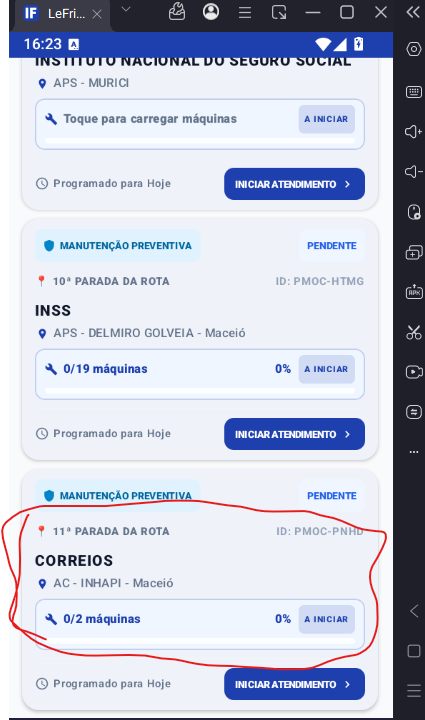 IF LeFri...
16:23 A
INSTITUTO NACIONAL DO SEGURO SOCIAL
APS - MURICI
Toque para carregar máquinas
A INICIAR
Programado para Hoje
INICIAR ATENDIMENTO
MANUTENÇÃO PREVENTIVA
PENDENTE
10ª PARADA DA ROTA
ID: PMOC-HTMG
INSS
APS - DELMIRO GOLVEIA - Maceió
0/19 máquinas
0%
A INICIAR
Programado para Hoje
INICIAR ATENDIMENTO
MANUTENÇÃO PREVENTIVA
PENDENTE
11ª PARADA DA ROTA
ID: PMOC-PNHD
CORREIOS
AC - INHAPI - Maceió
0/2 máquinas
0%
A INICIAR
Programado para Hoje
INICIAR ATENDIMENTO